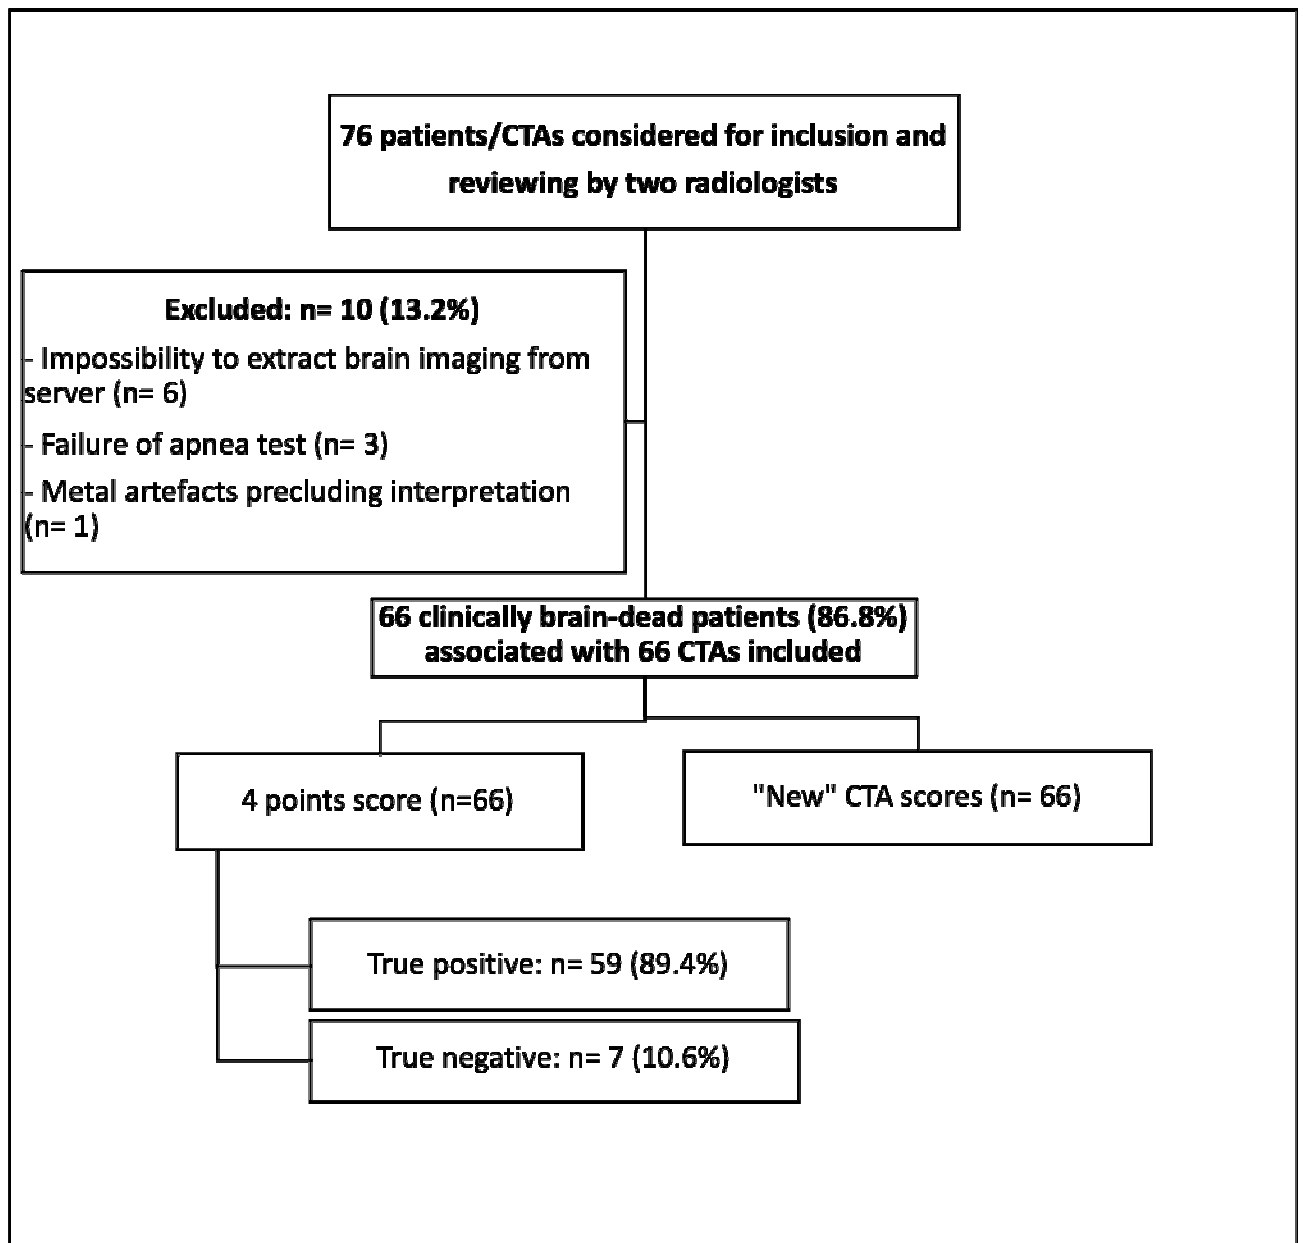 76 patients/CTAs considered for inclusion and
reviewing by two radiologists
Excluded: n= 10 (13.2%)
- Impossibility to extract brain imaging from
server (n= 6)
- Failure of apnea test (n= 3)
- Metal artefacts precluding interpretation
(n= 1)
66 clinically brain-dead patients (86.8%)
associated with 66 CTAs included
4 points score (n=66)
"New" CTA scores (n= 66)
True positive: n= 59 (89.4%)
True negative: n= 7 (10.6%)